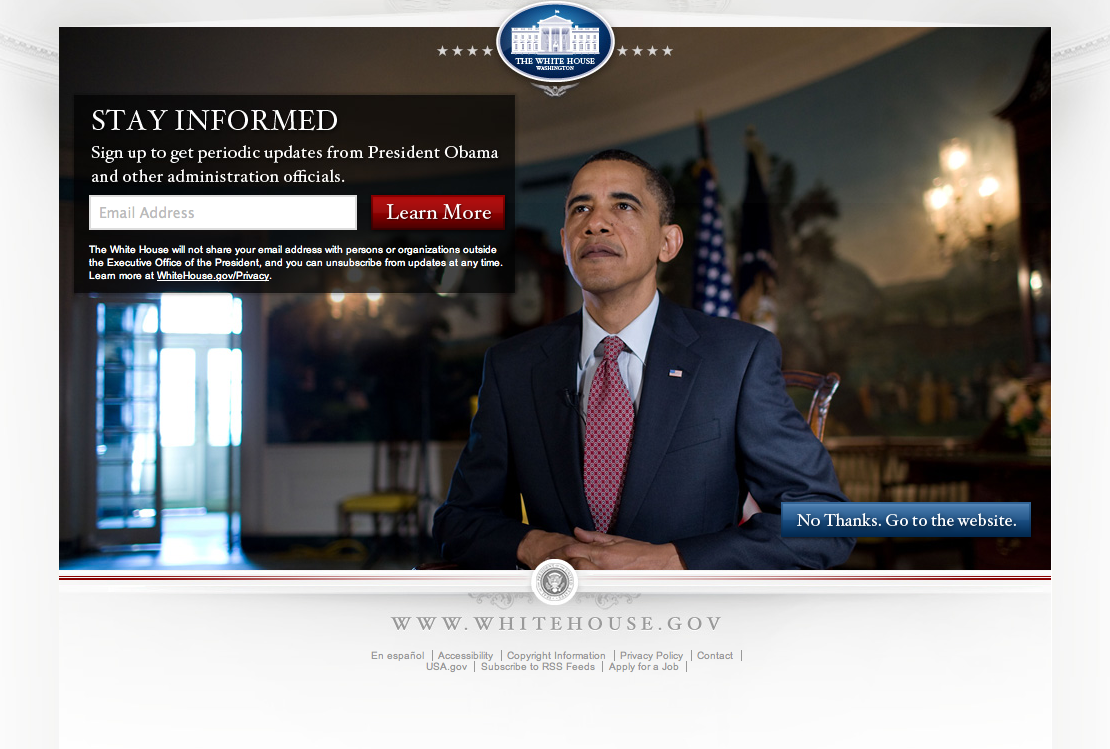 THE WHITE HOUSE
WASHINGTON
STAY INFORMED
Sign up to get periodic updates from President Obama
and other administration officials.
Email Address
Learn More
The White House will not share your email address with persons or organizations outside
the Executive Office of the President, and you can unsubscribe from updates at any time.
Learn more at WhiteHouse.gov/Privacy.
No Thanks. Go to the website.
WWW.WHITEHOUSE.GOV
En español | Accessibility | Copyright Information | Privacy Policy | Contact |
USA.gov | Subscribe to RSS Feeds | Apply for a Job |